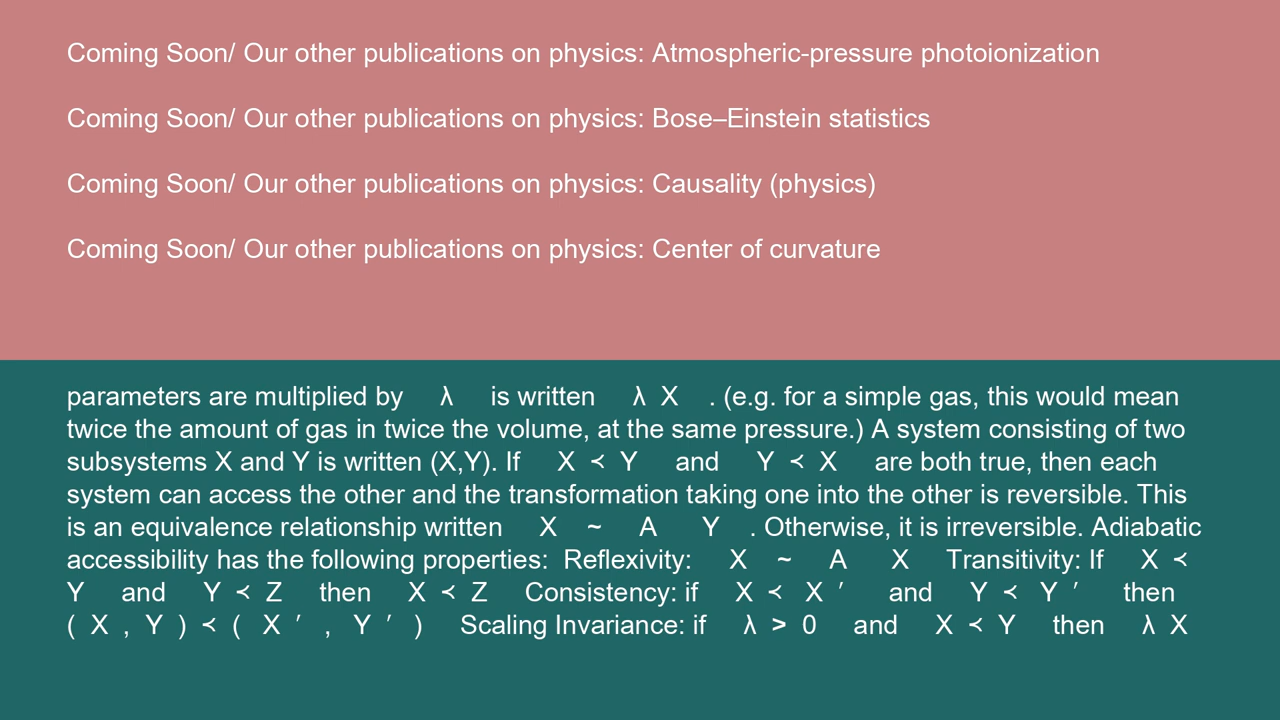 Coming Soon/ Our other publications on physics: Atmospheric-pressure photoionization
Coming Soon/ Our other publications on physics: Bose–Einstein statistics
Coming Soon/ Our other publications on physics: Causality (physics)
Coming Soon/ Our other publications on physics: Center of curvature
parameters are multiplied by λ is written λ X . (e.g. for a simple gas, this would mean
twice the amount of gas in twice the volume, at the same pressure.) A system consisting of two
subsystems X and Y is written (X,Y). If X ≺ Y and Y ≺ X are both true, then each
system can access the other and the transformation taking one into the other is reversible. This
is an equivalence relationship written X ~ A Y . Otherwise, it is irreversible. Adiabatic
accessibility has the following properties: Reflexivity: X ~ A X Transitivity: If X ≺
Y and Y ≺ Z then X ≺ Z Consistency: if X ≺ X ′ and Y ≺ Y ′ then
( X , Y ) ≺ ( X ′ , Y ′ ) Scaling Invariance: if λ > 0 and X ≺ Y then λ X